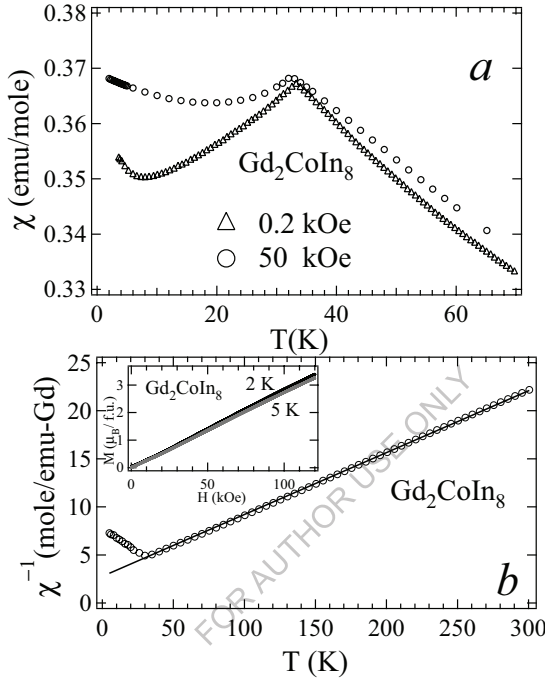 0.38
0.37
0.36
0.35
0.34
0.33
χ (emu/mole)
a
Gd₂CoIn₈
△ 0.2 kOe
○ 50 kOe
0 20 40 60
T(K)
25
20
15
10
5
0
χ⁻¹ (mole/emu-Gd)
3
2
1
0
M (μ_B/ f.u.)
Gd₂CoIn₈
2 K
5 K
0 50 100
H (kOe)
Gd₂CoIn₈
b
FOR AUTHOR USE ONLY
0 50 100 150 200 250 300
T (K)